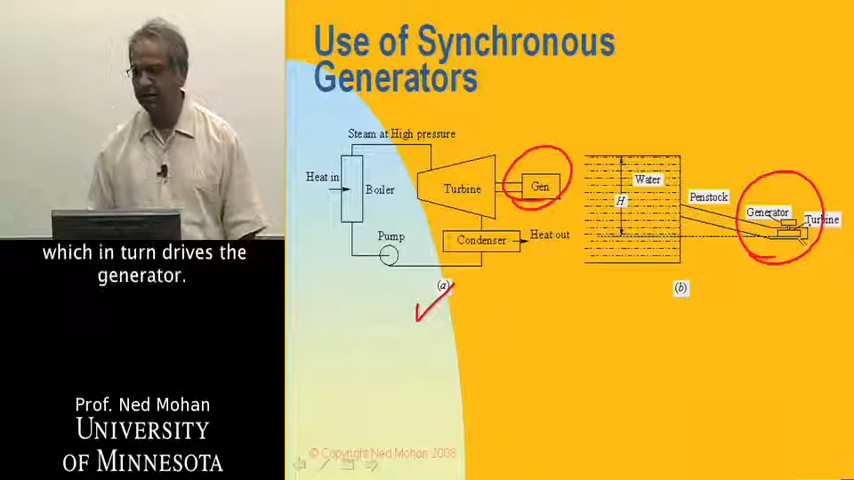 Use of Synchronous
Generators
Steam at High pressure
Heat in
Boiler
Turbine
Gen
Pump
Condenser
Heat out
(a)
Water
H
Penstock
Generator
Turbine
(b)
which in turn drives the
generator.
Prof. Ned Mohan
UNIVERSITY
OF MINNESOTA
© Copyright Ned Mohan 2008